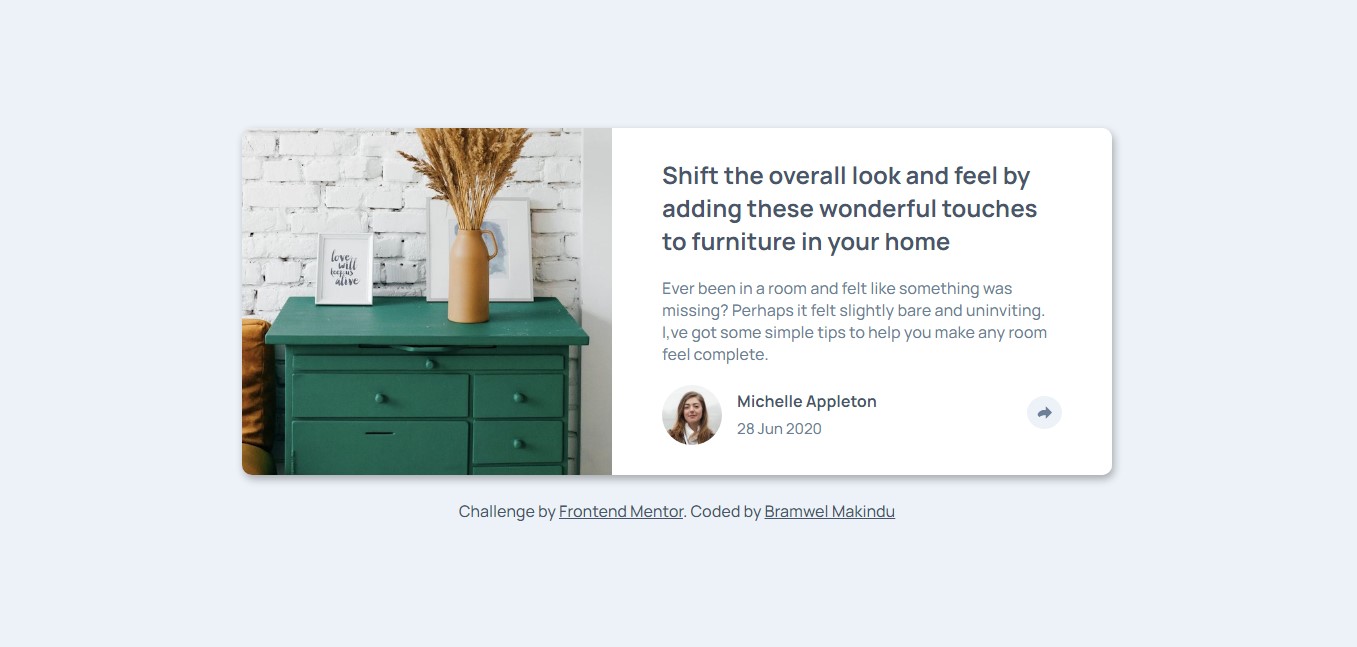 love
will
keep us
alive
Shift the overall look and feel by
adding these wonderful touches
to furniture in your home
Ever been in a room and felt like something was
missing? Perhaps it felt slightly bare and uninviting.
I,ve got some simple tips to help you make any room
feel complete.
Michelle Appleton
28 Jun 2020
Challenge by Frontend Mentor. Coded by Bramwel Makindu